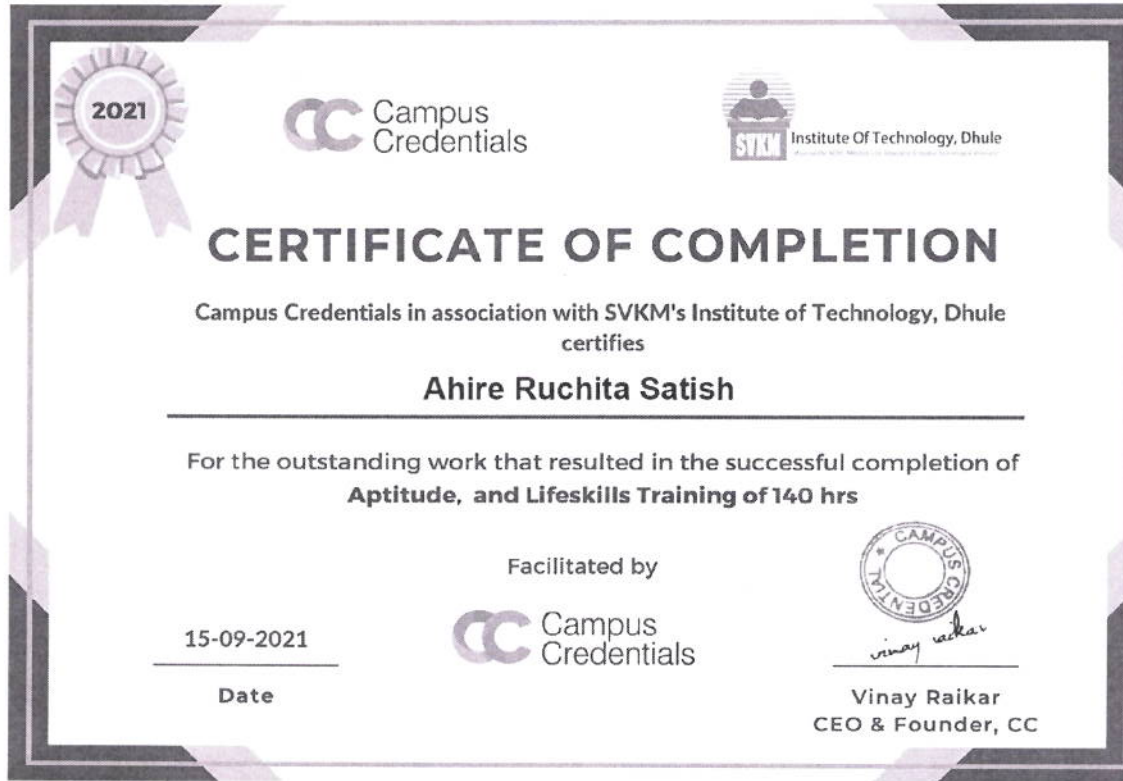 2021
Campus
Credentials
SVKM
Institute Of Technology, Dhule
CERTIFICATE OF COMPLETION
Campus Credentials in association with SVKM's Institute of Technology, Dhule
certifies
Ahire Ruchita Satish
For the outstanding work that resulted in the successful completion of
Aptitude, and Lifeskills Training of 140 hrs
Facilitated by
Campus
Credentials
CAMPUS CREDENTIAL
vinay raikar
15-09-2021
Date
Vinay Raikar
CEO & Founder, CC